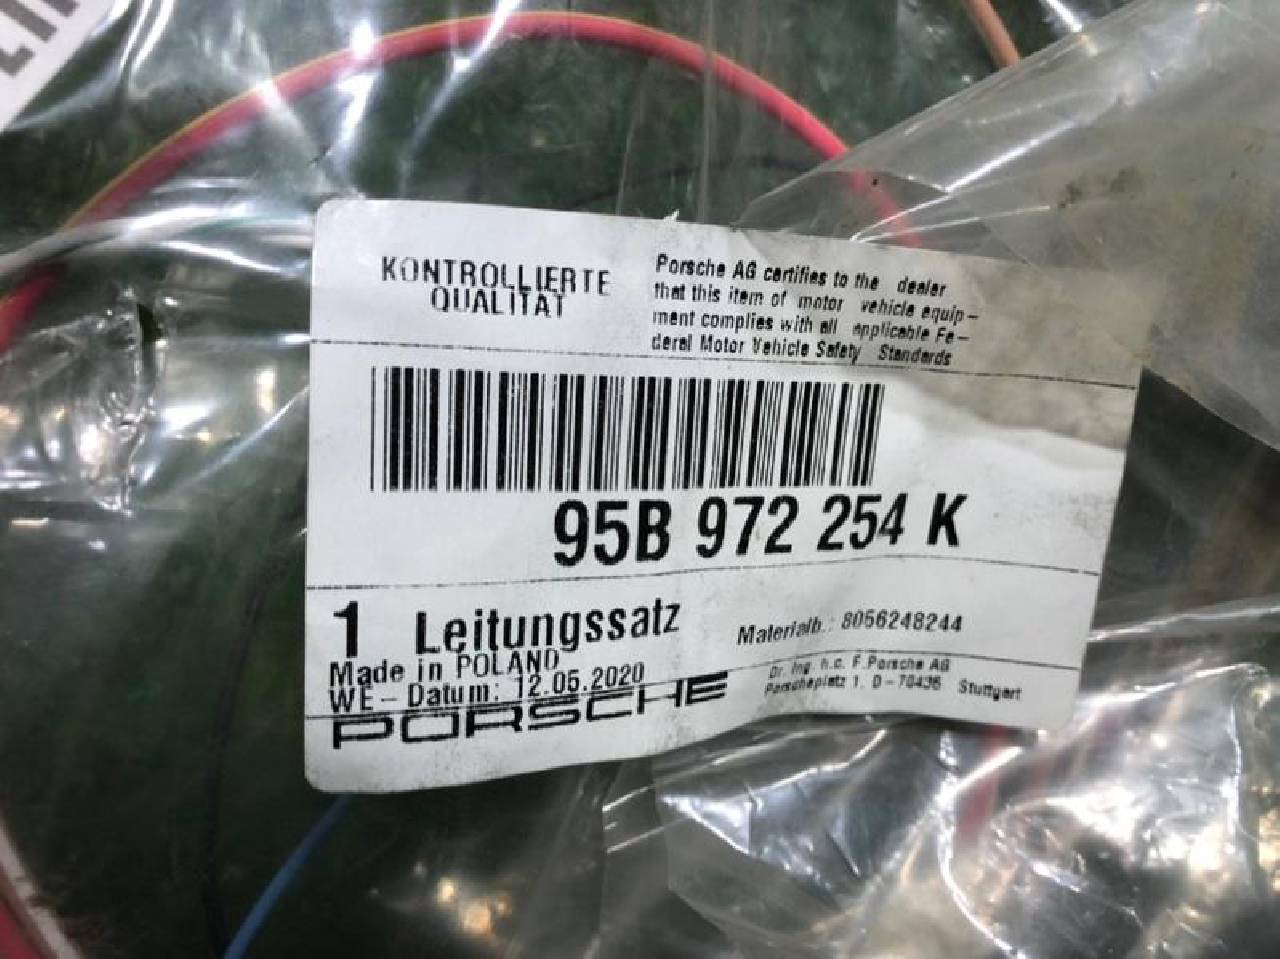 KONTROLLIERTE
QUALITÄT
Porsche AG certifies to the dealer
that this item of motor vehicle equip-
ment complies with all applicable Fe-
deral Motor Vehicle Safety Standards
95B 972 254 K
1 Leitungssatz
Materialb.: 8056248244
Made in POLAND
WE-Datum: 12.05.2020
PORSCHE
Dr. Ing. h.c. F.Porsche AG
Porscheplatz 1, D-70435 Stuttgart